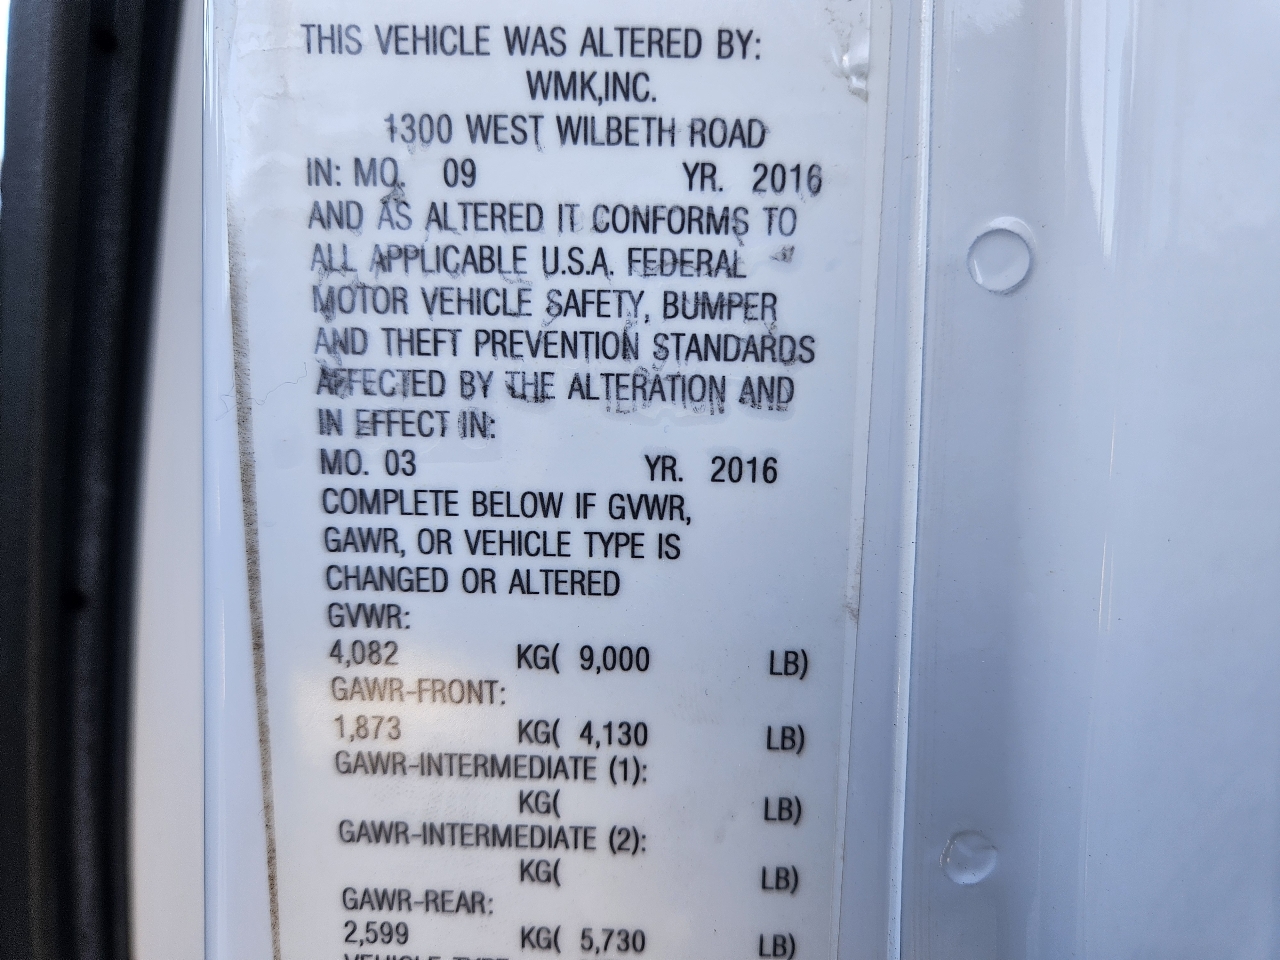 THIS VEHICLE WAS ALTERED BY:
WMK,INC.
1300 WEST WILBETH ROAD
IN: MO. 09 YR. 2016
AND AS ALTERED IT CONFORMS TO
ALL APPLICABLE U.S.A. FEDERAL
MOTOR VEHICLE SAFETY, BUMPER
AND THEFT PREVENTION STANDARDS
AFFECTED BY THE ALTERATION AND
IN EFFECT IN:
MO. 03 YR. 2016
COMPLETE BELOW IF GVWR,
GAWR, OR VEHICLE TYPE IS
CHANGED OR ALTERED
GVWR:
4,082 KG( 9,000 LB)
GAWR-FRONT:
1,873 KG( 4,130 LB)
GAWR-INTERMEDIATE (1):
KG( LB)
GAWR-INTERMEDIATE (2):
KG( LB)
GAWR-REAR:
2,599 KG( 5,730 LB)